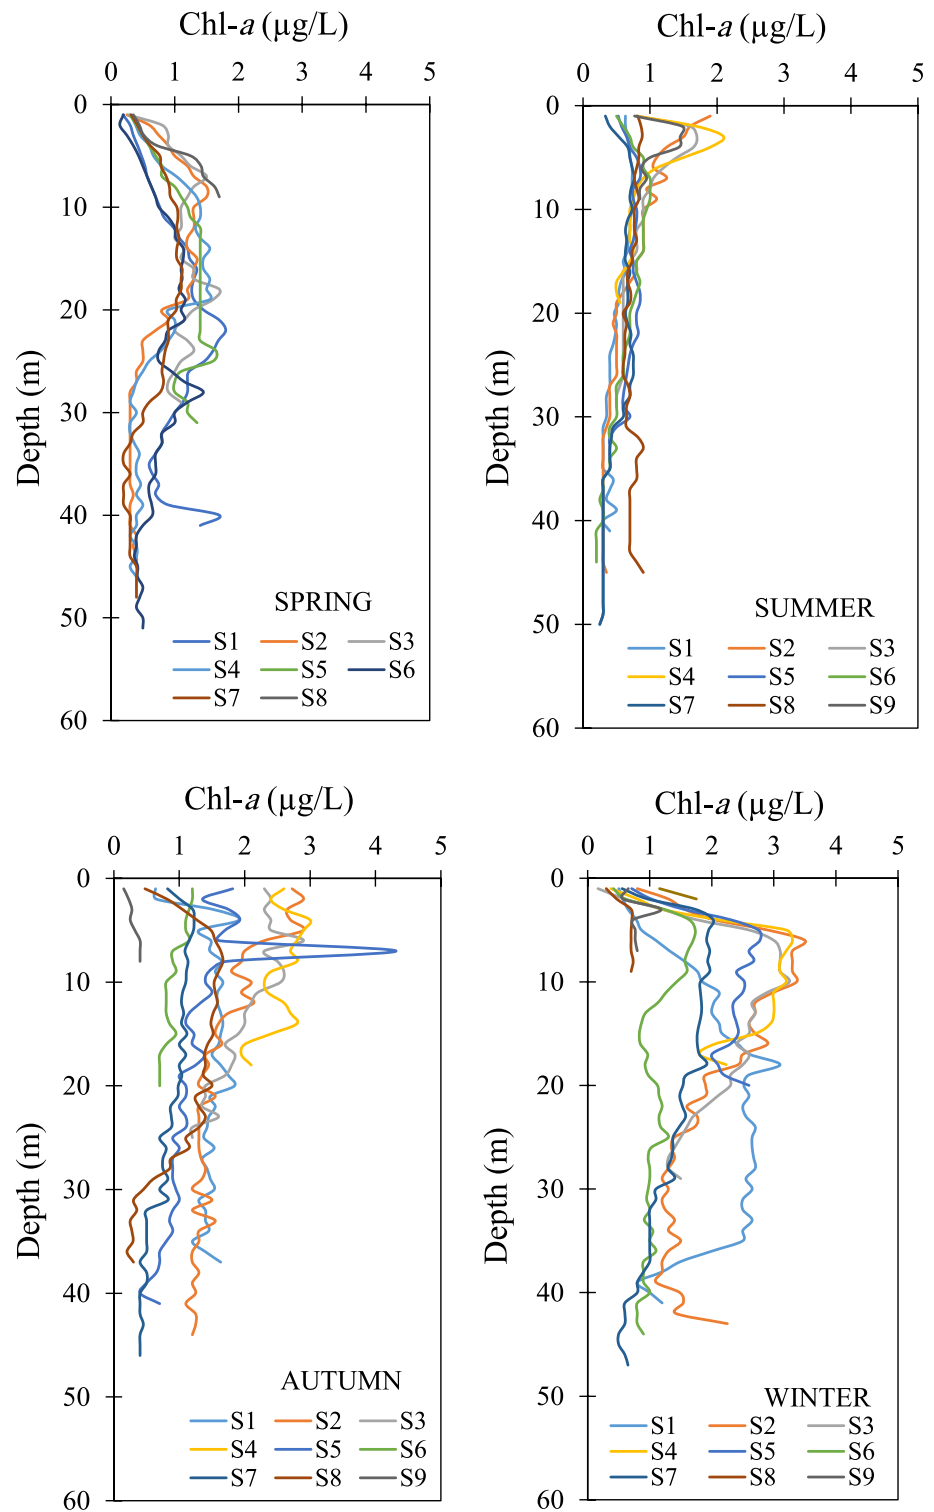 Chl-a (µg/L)
0 1 2 3 4 5
0
10
20
30
40
50
60
Depth (m)
SPRING
S1 S2 S3
S4 S5 S6
S7 S8
Chl-a (µg/L)
0 1 2 3 4 5
0
10
20
30
40
50
60
Depth (m)
SUMMER
S1 S2 S3
S4 S5 S6
S7 S8 S9
Chl-a (µg/L)
0 1 2 3 4 5
0
10
20
30
40
50
60
Depth (m)
AUTUMN
S1 S2 S3
S4 S5 S6
S7 S8 S9
Chl-a (µg/L)
0 1 2 3 4 5
0
10
20
30
40
50
60
Depth (m)
WINTER
S1 S2 S3
S4 S5 S6
S7 S8 S9